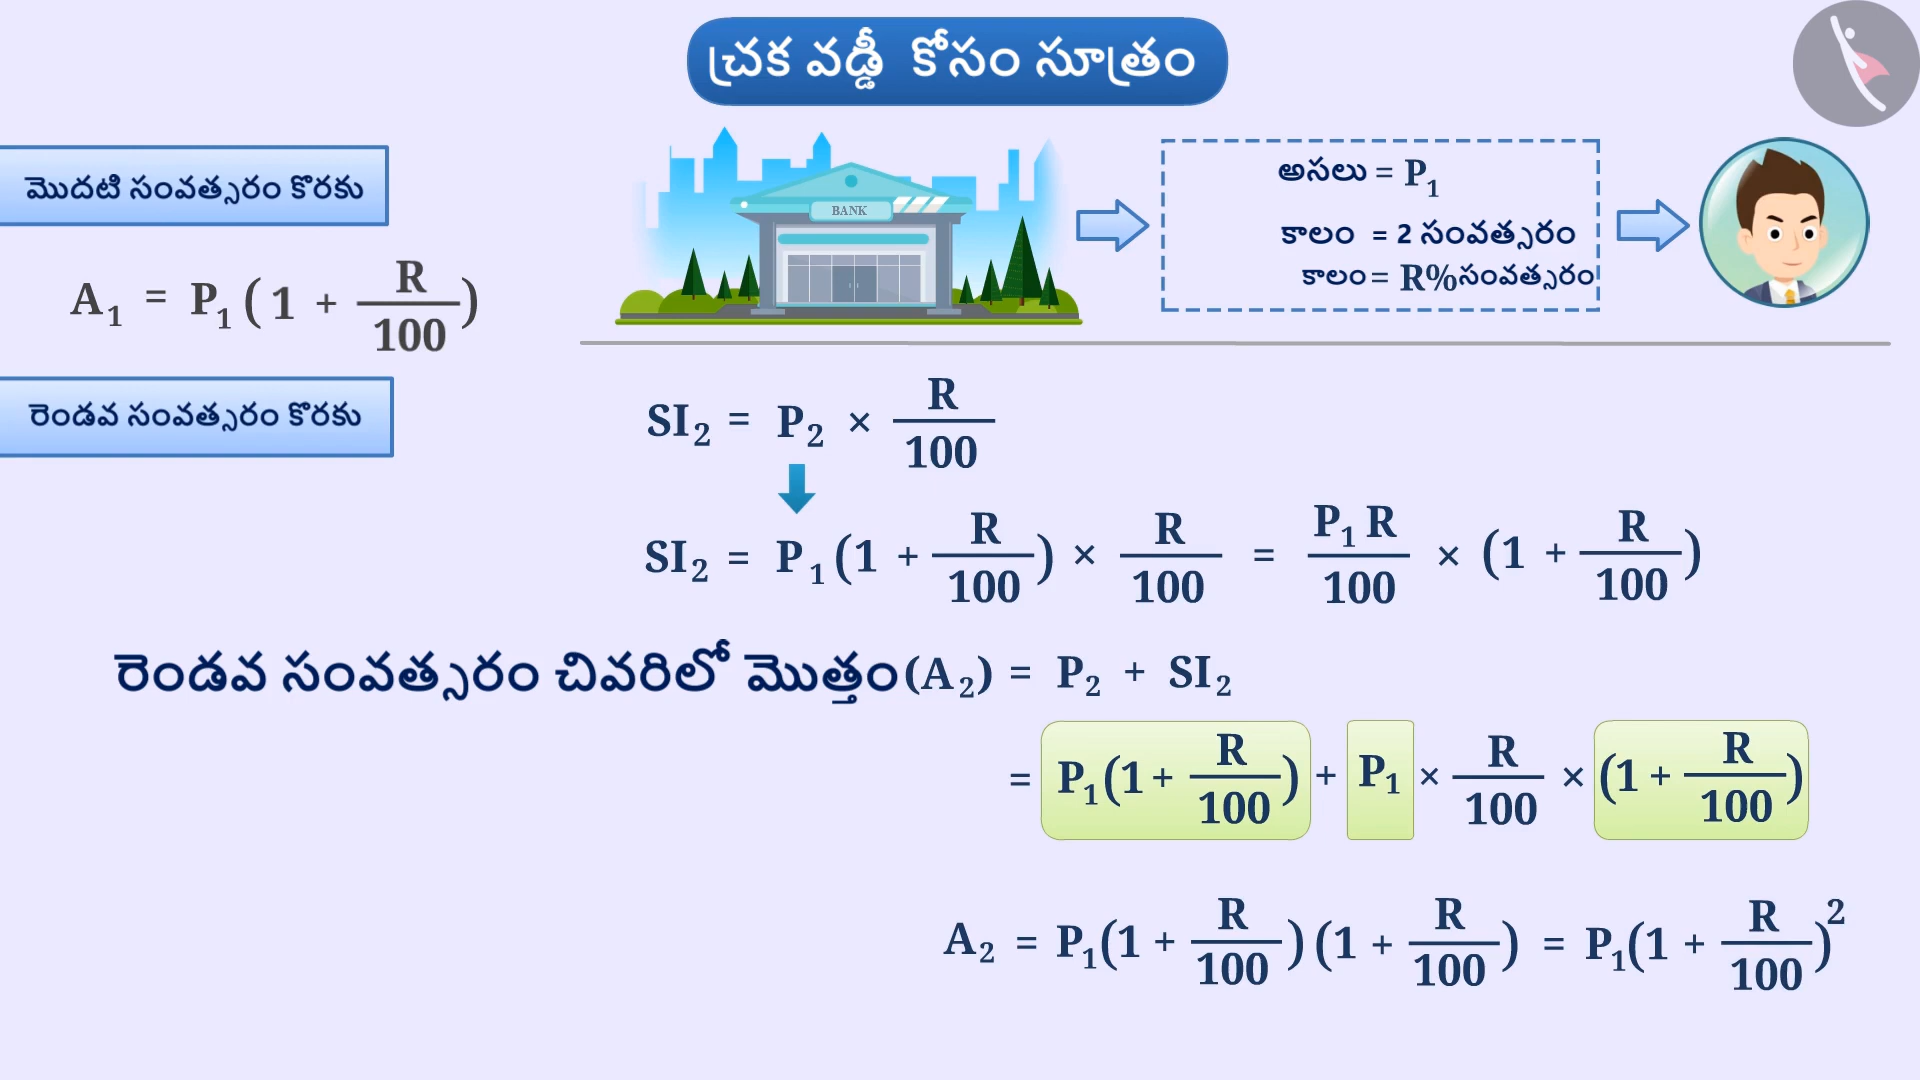 చ్రక వడ్డీ కోసం సూత్రం
మొదటి సంవత్సరం కొరకు
A₁ = P₁ ( 1 + R/100 )
BANK
అసలు = P₁
కాలం = 2 సంవత్సరం
కాలం = R%సంవత్సరం
రెండవ సంవత్సరం కొరకు
SI₂ = P₂ × R/100
SI₂ = P₁ (1 + R/100) × R/100 = P₁R/100 × (1 + R/100)
రెండవ సంవత్సరం చివరిలో మొత్తం (A₂) = P₂ + SI₂
= P₁(1 + R/100) + P₁ × R/100 × (1 + R/100)
A₂ = P₁(1 + R/100) (1 + R/100) = P₁(1 + R/100)²